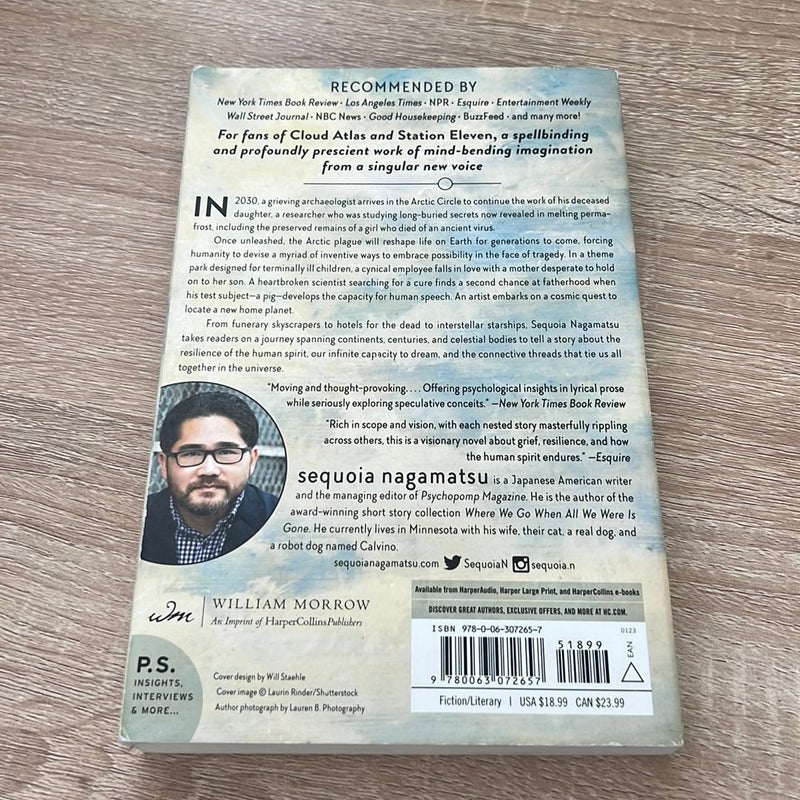 RECOMMENDED BY
New York Times Book Review • Los Angeles Times • NPR • Esquire • Entertainment Weekly
Wall Street Journal • NBC News • Good Housekeeping • BuzzFeed • and many more!
For fans of Cloud Atlas and Station Eleven, a spellbinding
and profoundly prescient work of mind-bending imagination
from a singular new voice
IN 2030, a grieving archaeologist arrives in the Arctic Circle to continue the work of his deceased
daughter, a researcher who was studying long-buried secrets now revealed in melting perma-
frost, including the preserved remains of a girl who died of an ancient virus.
Once unleashed, the Arctic plague will reshape life on Earth for generations to come, forcing
humanity to devise a myriad of inventive ways to embrace possibility in the face of tragedy. In a theme
park designed for terminally ill children, a cynical employee falls in love with a mother desperate to hold
on to her son. A heartbroken scientist searching for a cure finds a second chance at fatherhood when
his test subject—a pig—develops the capacity for human speech. An artist embarks on a cosmic quest to
locate a new home planet.
From funerary skyscrapers to hotels for the dead to interstellar starships, Sequoia Nagamatsu
takes readers on a journey spanning continents, centuries, and celestial bodies to tell a story about the
resilience of the human spirit, our infinite capacity to dream, and the connective threads that tie us all
together in the universe.
"Moving and thought-provoking. . . . Offering psychological insights in lyrical prose
while seriously exploring speculative conceits." —New York Times Book Review
"Rich in scope and vision, with each nested story masterfully rippling
across others, this is a visionary novel about grief, resilience, and how
the human spirit endures." —Esquire
sequoia nagamatsu is a Japanese American writer
and the managing editor of Psychopomp Magazine. He is the author of the
award-winning short story collection Where We Go When All We Were Is
Gone. He currently lives in Minnesota with his wife, their cat, a real dog, and
a robot dog named Calvino.
sequoianagamatsu.com SequoiaN sequoia.n
wm WILLIAM MORROW
An Imprint of HarperCollinsPublishers
Available from HarperAudio, Harper Large Print, and HarperCollins e-books
DISCOVER GREAT AUTHORS, EXCLUSIVE OFFERS, AND MORE AT HC.COM.
ISBN 978-0-06-307265-7
0123
51899
EAN
9 780063 072657
Fiction/Literary | USA $18.99 CAN $23.99
P.S.
INSIGHTS,
INTERVIEWS
& MORE...
Cover design by Will Staehle
Cover image © Laurin Rinder/Shutterstock
Author photograph by Lauren B. Photography